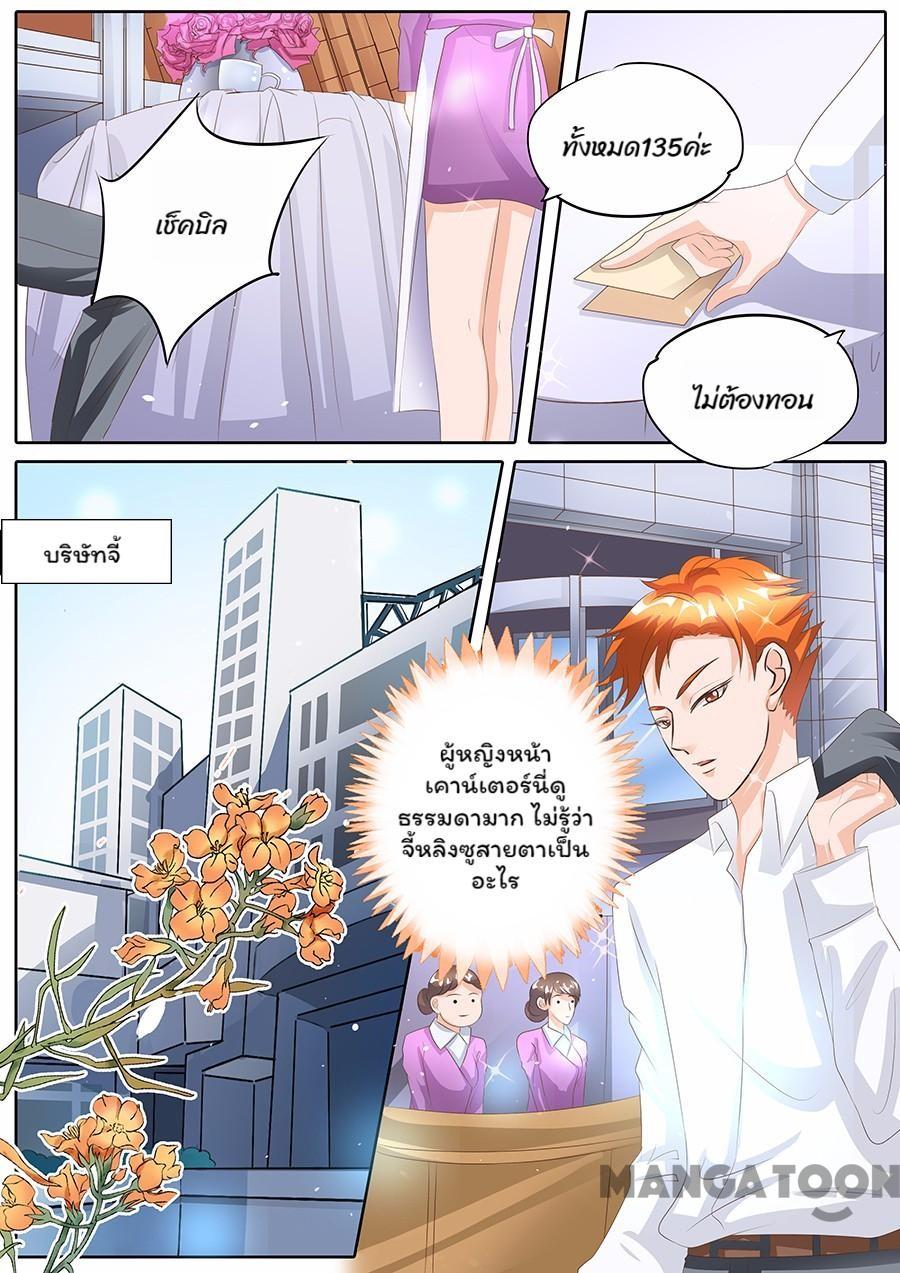 เช็คบิล
ทั้งหมด135ค่ะ
ไม่ต้องทอน
บริษัทจี้
ผู้หญิงหน้า
เคาน์เตอร์นี่ดู
ธรรมดามาก ไม่รู้ว่า
จี้หลิงซูสายตาเป็น
อะไร
MANGATOON